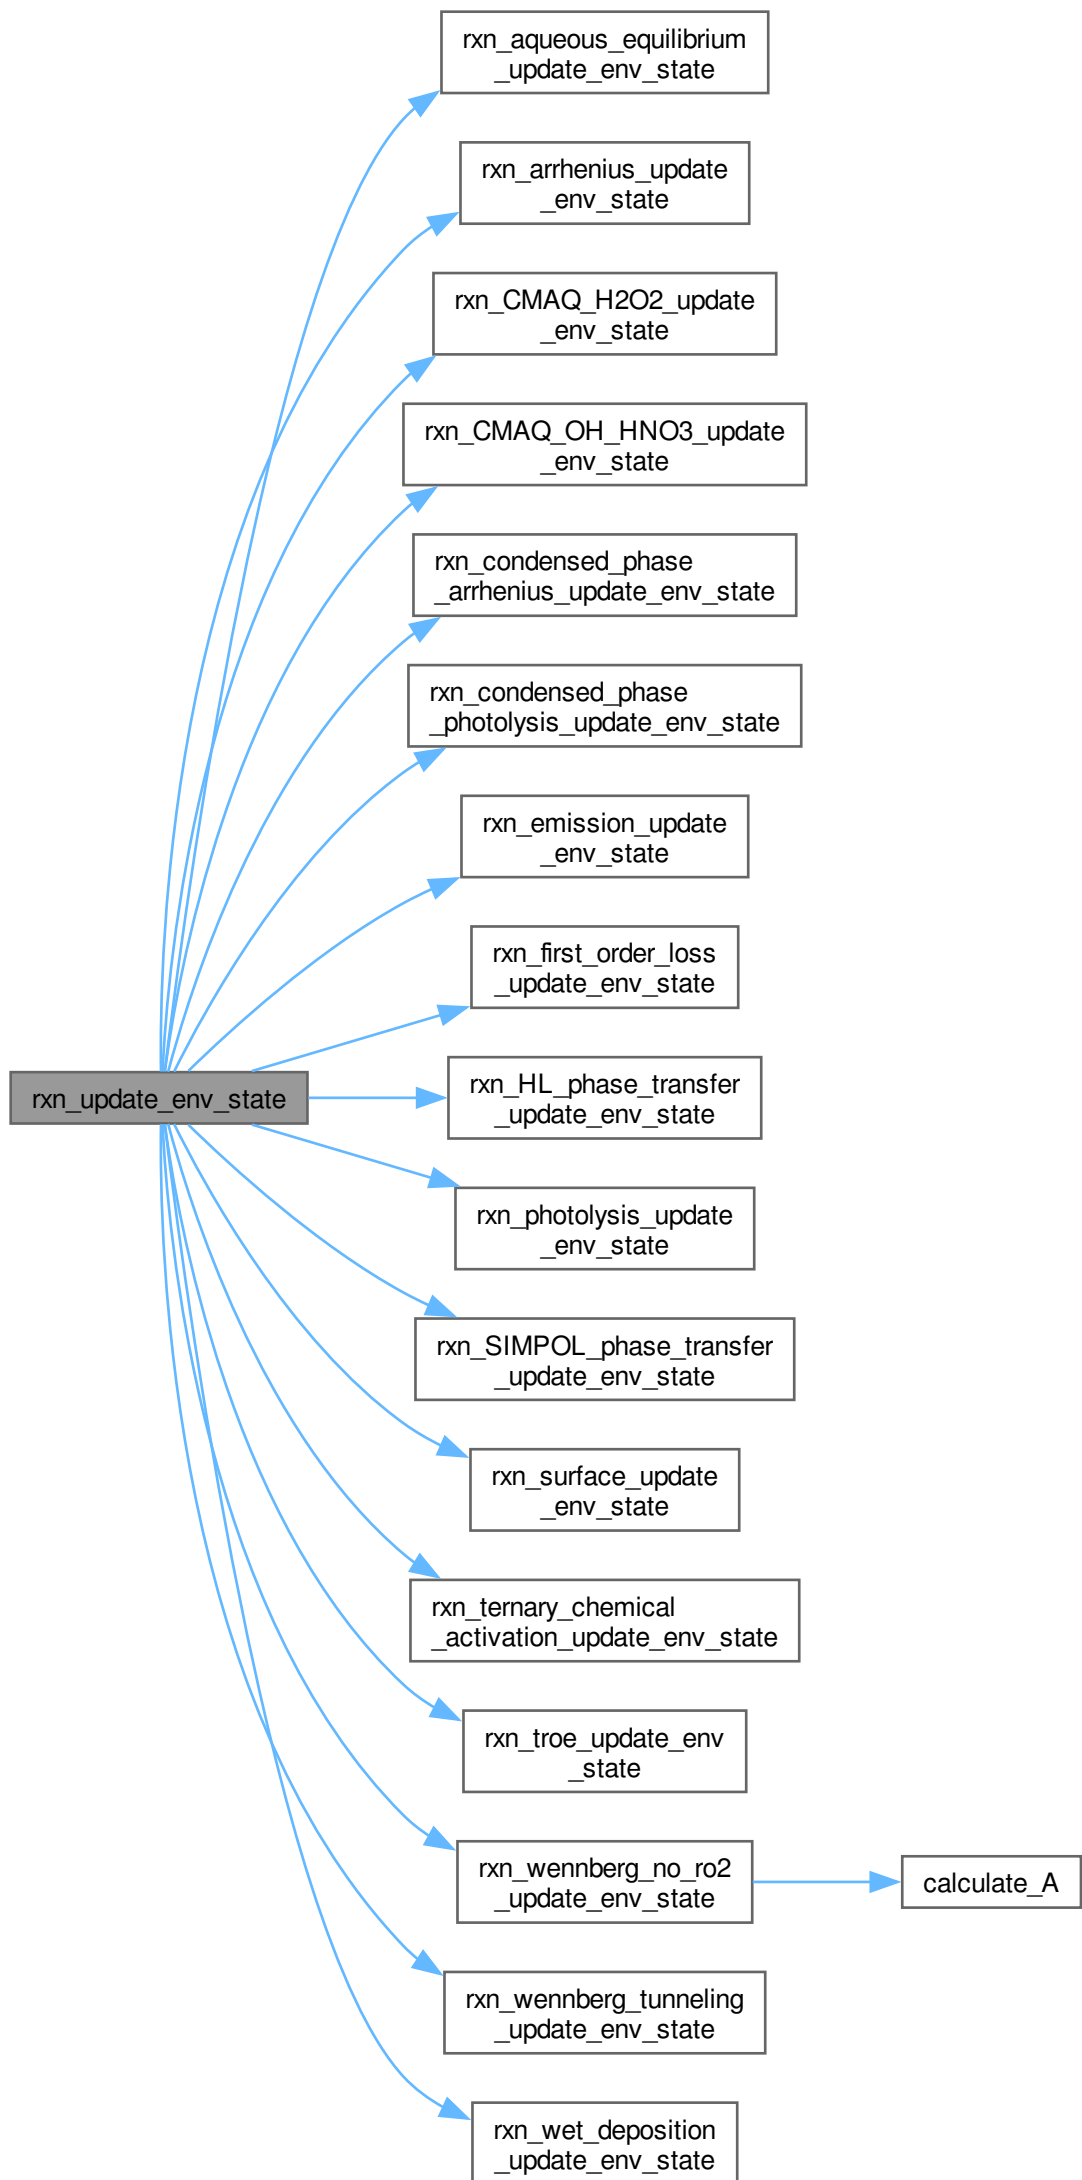 rxn_aqueous_equilibrium
_update_env_state
rxn_arrhenius_update
_env_state
rxn_CMAQ_H2O2_update
_env_state
rxn_CMAQ_OH_HNO3_update
_env_state
rxn_condensed_phase
_arrhenius_update_env_state
rxn_condensed_phase
_photolysis_update_env_state
rxn_emission_update
_env_state
rxn_first_order_loss
_update_env_state
rxn_update_env_state
rxn_HL_phase_transfer
_update_env_state
rxn_photolysis_update
_env_state
rxn_SIMPOL_phase_transfer
_update_env_state
rxn_surface_update
_env_state
rxn_ternary_chemical
_activation_update_env_state
rxn_troe_update_env
_state
rxn_wennberg_no_ro2
_update_env_state
calculate_A
rxn_wennberg_tunneling
_update_env_state
rxn_wet_deposition
_update_env_state